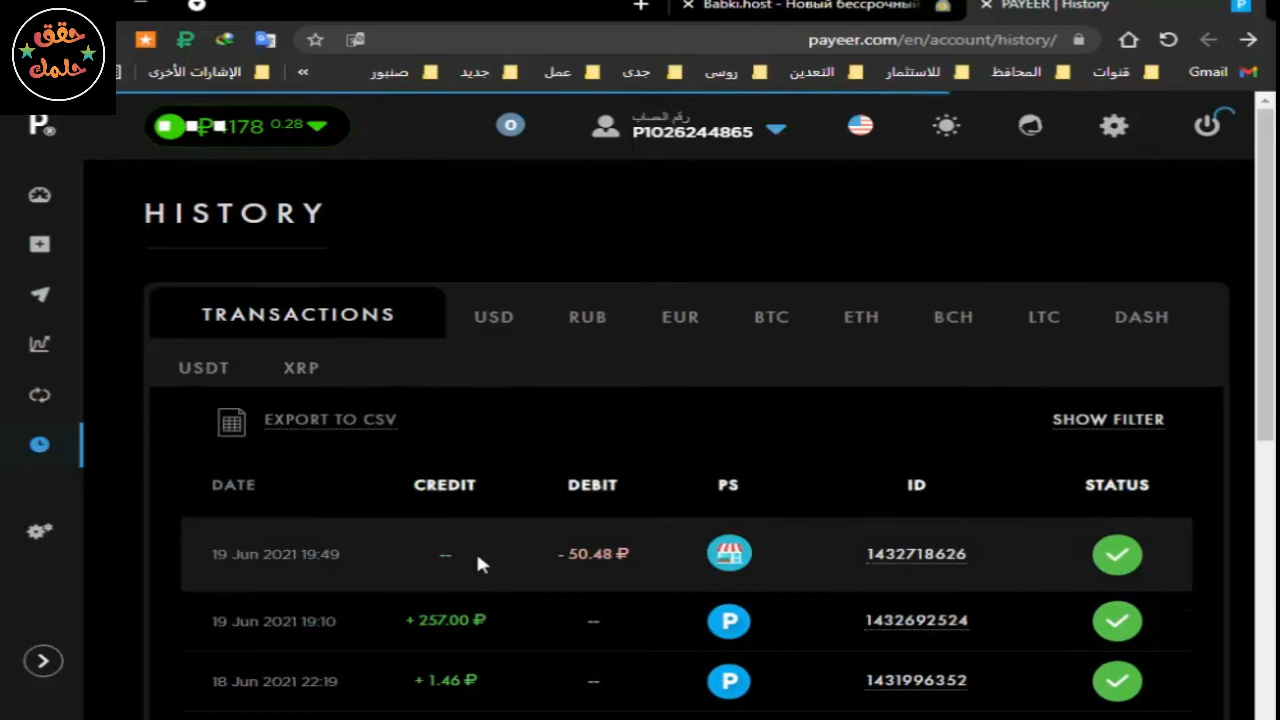 حقق
حلمك
Babki.host - Новый бессрочный
PAYEER | History
payeer.com/en/account/history/
الإشارات الأخرى
»
صنبور
جديد
عمل
جدى
روسى
التعدين
للاستثمار
المحافظ
قنوات
Gmail
P®
₽ 178 0.28
0
رقم الحساب
P1026244865
HISTORY
TRANSACTIONS USD RUB EUR BTC ETH BCH LTC DASH
USDT XRP
EXPORT TO CSV SHOW FILTER
DATE CREDIT DEBIT PS ID STATUS
19 Jun 2021 19:49 -- - 50.48 ₽ 1432718626
19 Jun 2021 19:10 + 257.00 ₽ -- P 1432692524
18 Jun 2021 22:19 + 1.46 ₽ -- P 1431996352